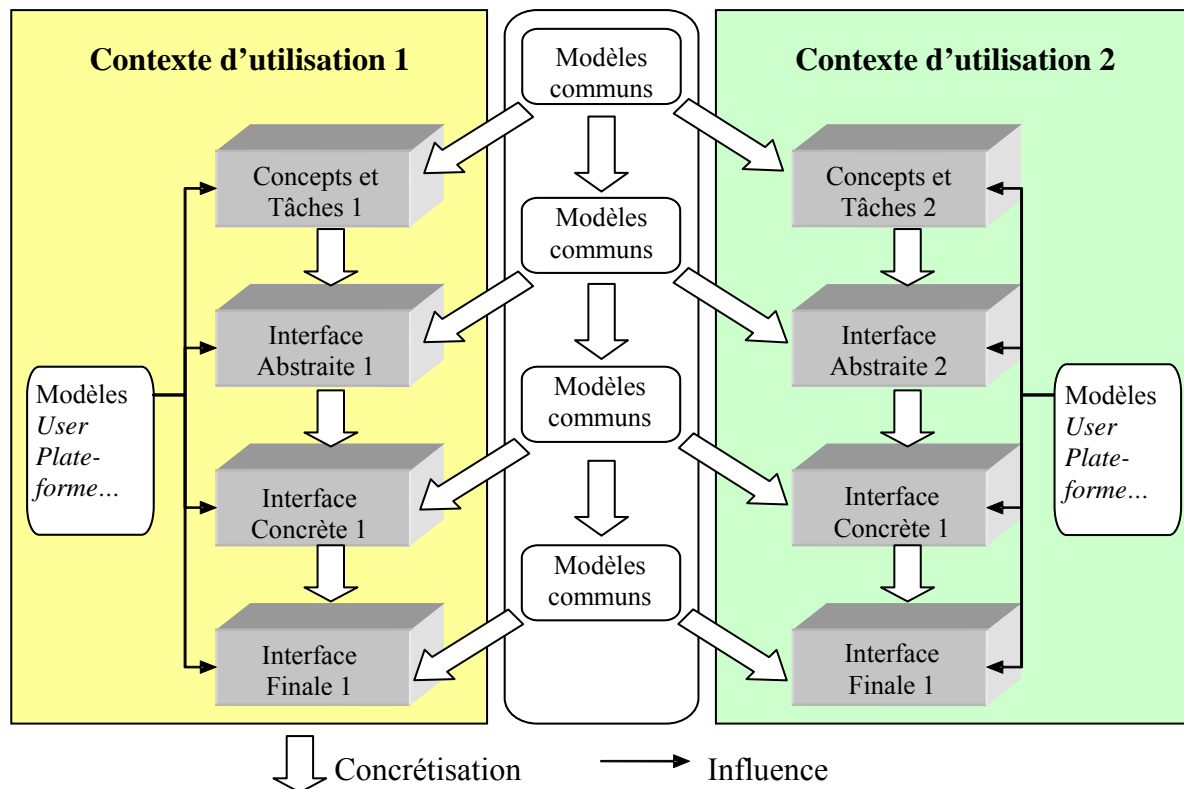 Contexte d’utilisation 1
Concepts et
Tâches 1
Interface
Abstraite 1
Modèles
User
Plate-
forme…
Interface
Concrète 1
Interface
Finale 1
Modèles
communs
Modèles
communs
Modèles
communs
Modèles
communs
Contexte d’utilisation 2
Concepts et
Tâches 2
Interface
Abstraite 2
Modèles
User
Plate-
forme…
Interface
Concrète 1
Interface
Finale 1
Concrétisation
Influence